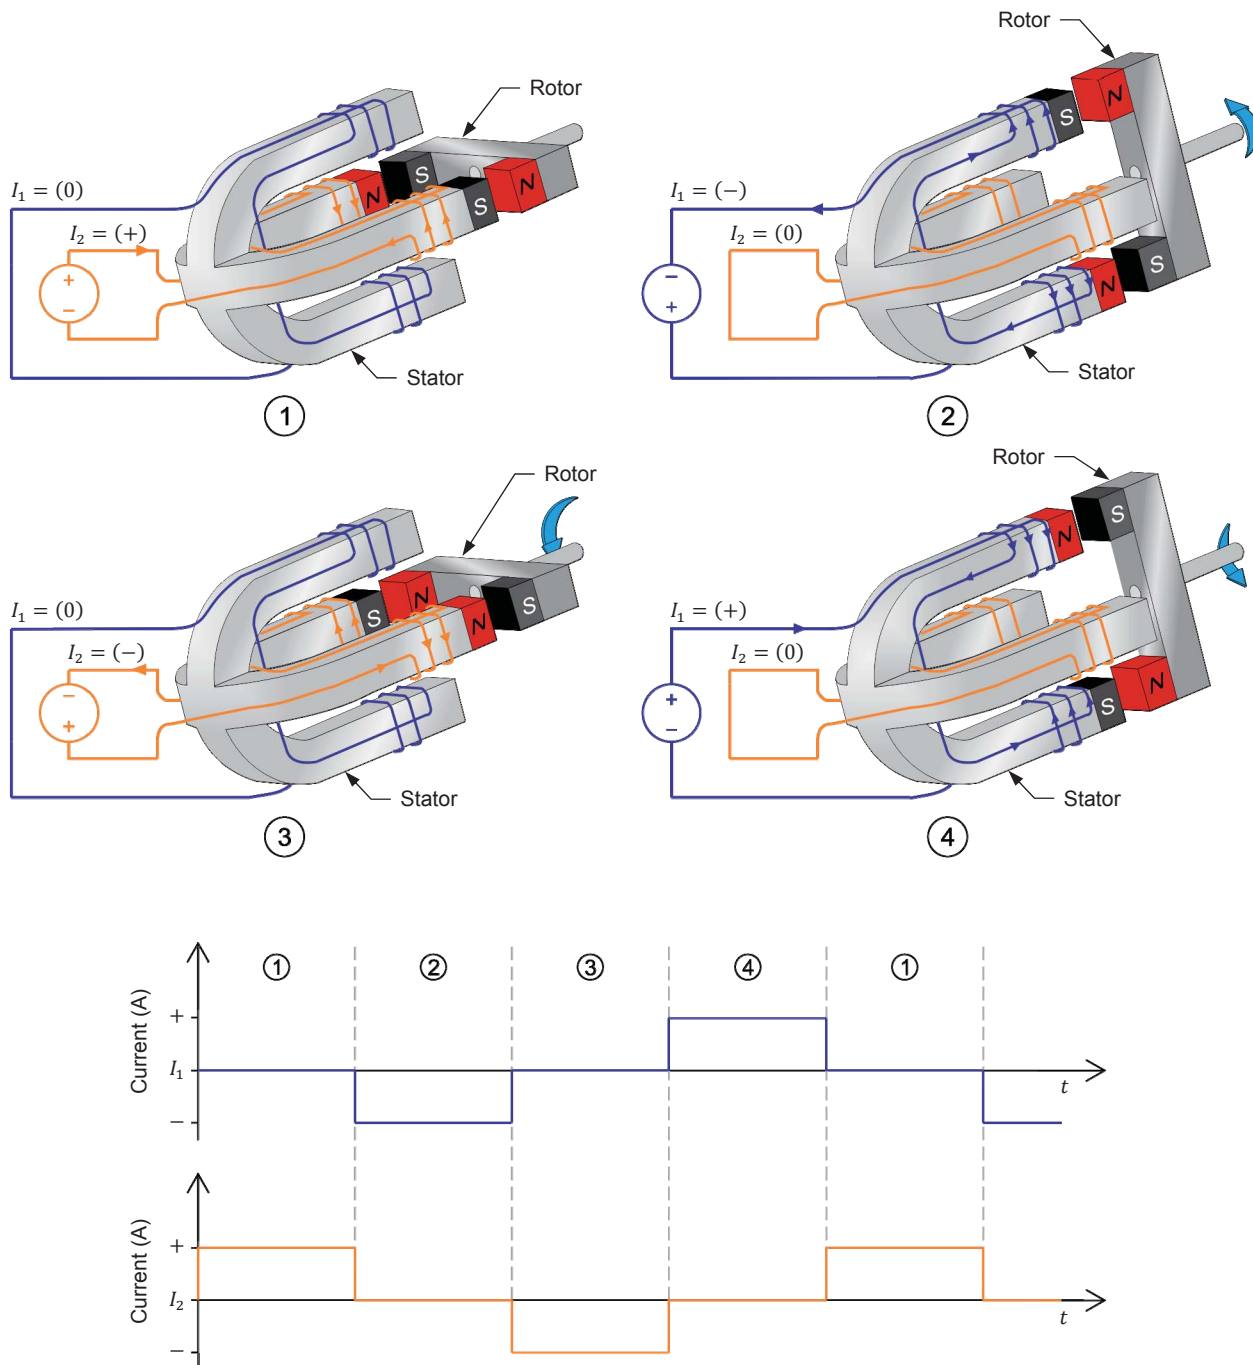 Rotor
Rotor
I₁ = (0)
I₂ = (+)
+
−
N
S
S
N
Stator
1
I₁ = (−)
I₂ = (0)
−
+
S
N
N
S
Stator
2
Rotor
Rotor
I₁ = (0)
I₂ = (−)
−
+
S
N
N
S
Stator
3
I₁ = (+)
I₂ = (0)
+
−
N
S
S
N
Stator
4
1 2 3 4 1
Current (A)
+
I₁
−
t
Current (A)
+
I₂
−
t